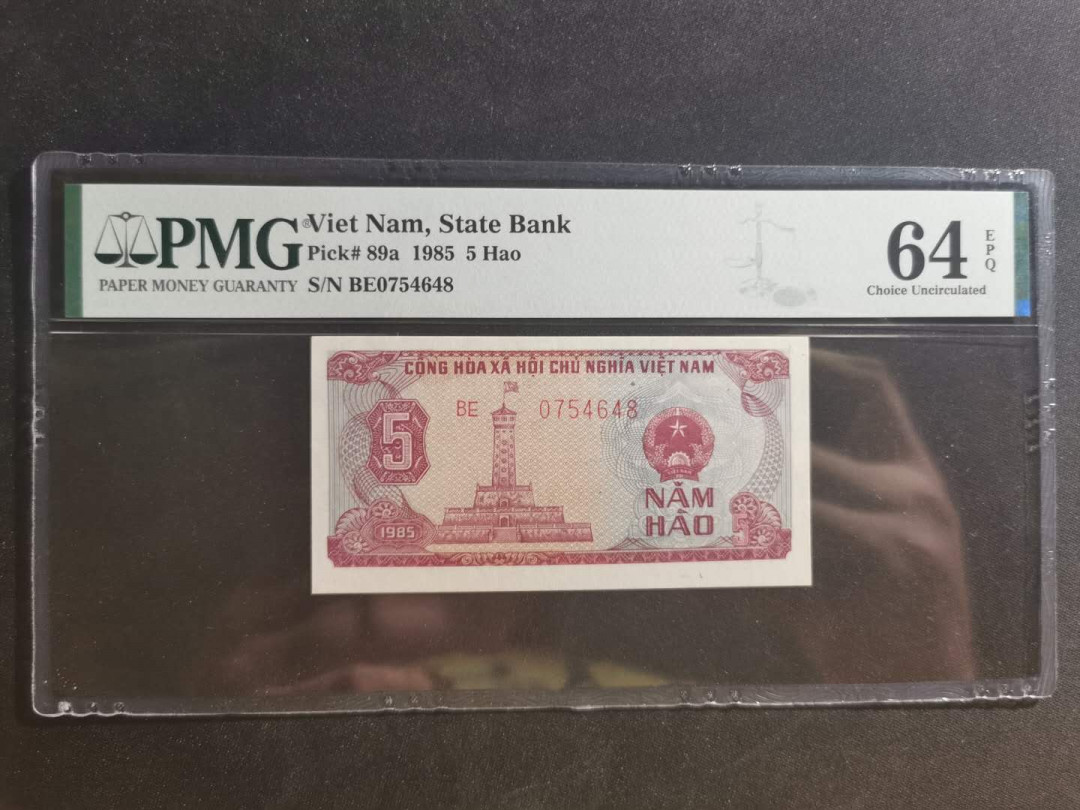 PMG®
PAPER MONEY GUARANTY
Viet Nam, State Bank
Pick# 89a 1985 5 Hao
S/N BE0754648
64
EPQ
Choice Uncirculated
CỘNG HÒA XÃ HỘI CHỦ NGHĨA VIỆT NAM
BE 0754648
5
NĂM
HÀO
5
1985